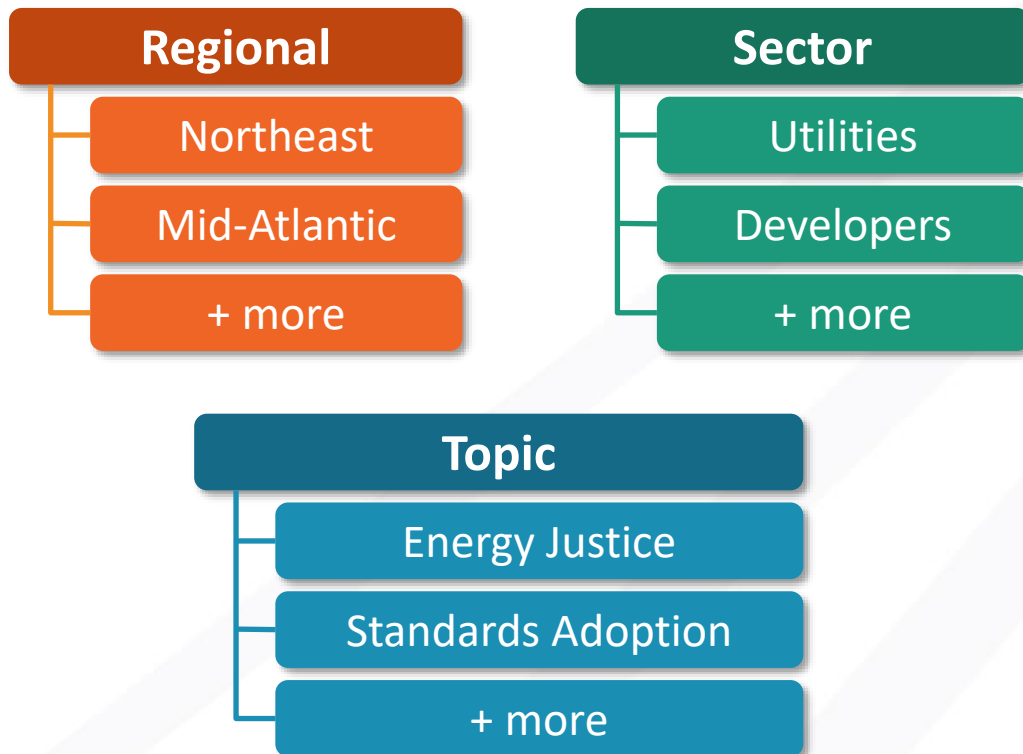 Regional
Northeast
Mid-Atlantic
+ more
Sector
Utilities
Developers
+ more
Topic
Energy Justice
Standards Adoption
+ more